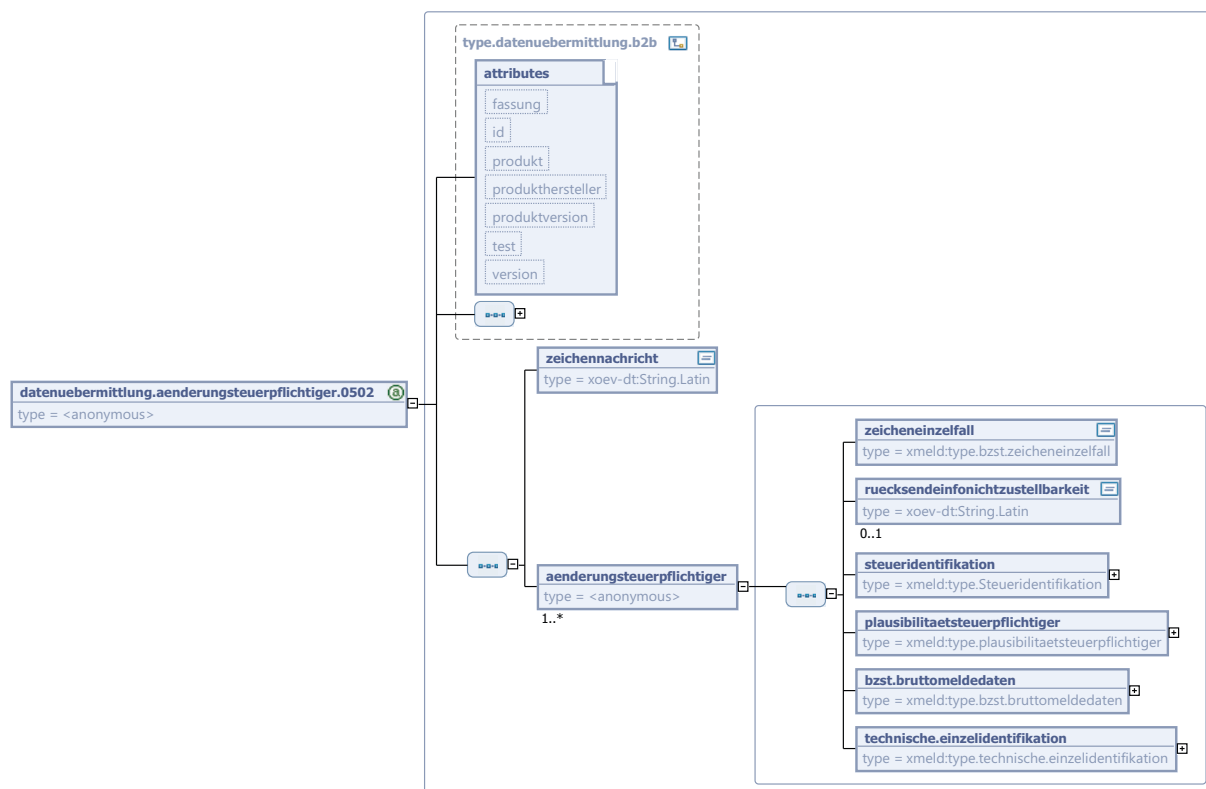 type.datenuebermittlung.b2b
attributes
fassung
id
produkt
produkthersteller
produktversion
test
version
zeichennachricht
type = xoev-dt:String.Latin
datenuebermittlung.aenderungsteuerpflichtiger.0502
a
type = <anonymous>
zeicheneinzelfall
type = xmeld:type.bzst.zeicheneinzelfall
ruecksendeinfonichtzustellbarkeit
type = xoev-dt:String.Latin
0..1
aenderungsteuerpflichtiger
type = <anonymous>
1..*
steueridentifikation
type = xmeld:type.Steueridentifikation
plausibilitaetsteuerpflichtiger
type = xmeld:type.plausibilitaetsteuerpflichtiger
bzst.bruttomeldedaten
type = xmeld:type.bzst.bruttomeldedaten
technische.einzelidentifikation
type = xmeld:type.technische.einzelidentifikation